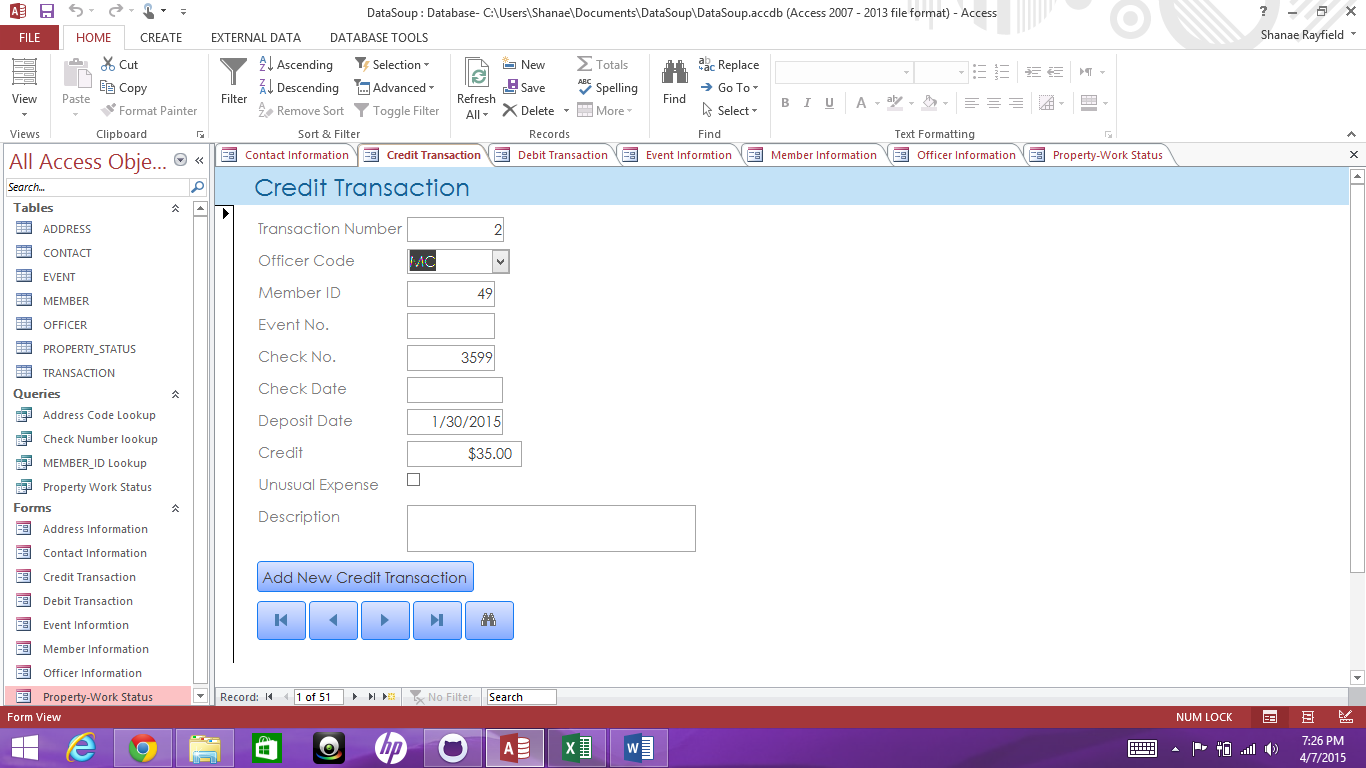 DataSoup : Database- C:\Users\Shanae\Documents\DataSoup\DataSoup.accdb (Access 2007 - 2013 file format) - Access
FILE HOME CREATE EXTERNAL DATA DATABASE TOOLS Shanae Rayfield
View Paste Cut Copy Format Painter Filter Ascending Descending Remove Sort Selection Advanced Toggle Filter Refresh All New Save Delete Totals Spelling More Find Replace Go To Select B I U A ab
Views Clipboard Sort & Filter Records Find Text Formatting
All Access Obje...
Search...
Tables
ADDRESS
CONTACT
EVENT
MEMBER
OFFICER
PROPERTY_STATUS
TRANSACTION
Queries
Address Code Lookup
Check Number lookup
MEMBER_ID Lookup
Property Work Status
Forms
Address Information
Contact Information
Credit Transaction
Debit Transaction
Event Informtion
Member Information
Officer Information
Property-Work Status
Contact Information Credit Transaction Debit Transaction Event Informtion Member Information Officer Information Property-Work Status
Credit Transaction
Transaction Number 2
Officer Code MC
Member ID 49
Event No.
Check No. 3599
Check Date
Deposit Date 1/30/2015
Credit $35.00
Unusual Expense
Description
Add New Credit Transaction
Record: 1 of 51 No Filter Search
Form View NUM LOCK
7:26 PM
4/7/2015